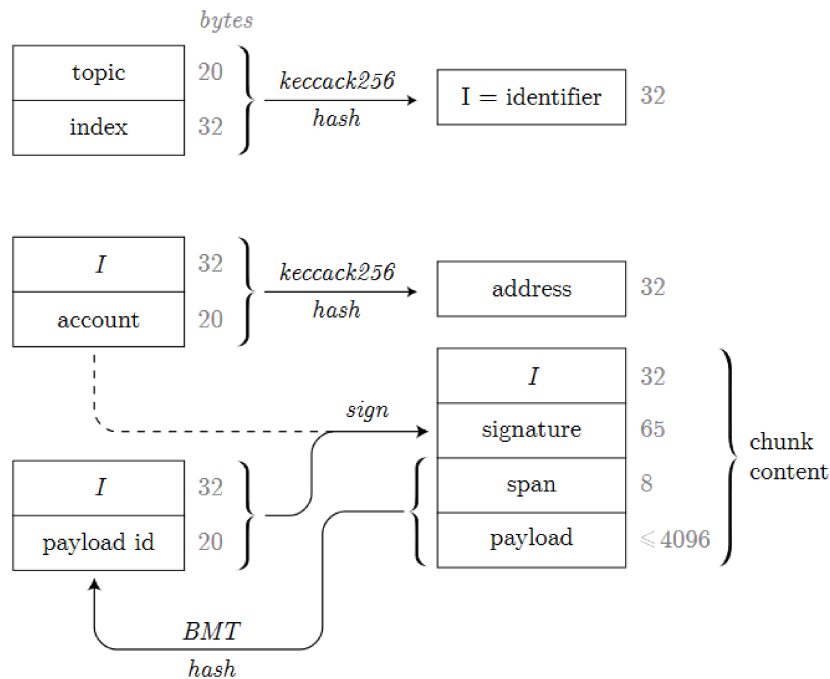 bytes
topic 20
index 32
keccack256
hash
I = identifier 32
I 32
account 20
keccack256
hash
address 32
I 32
signature 65
span 8
payload ⩽4096
chunk
content
sign
I 32
payload id 20
BMT
hash